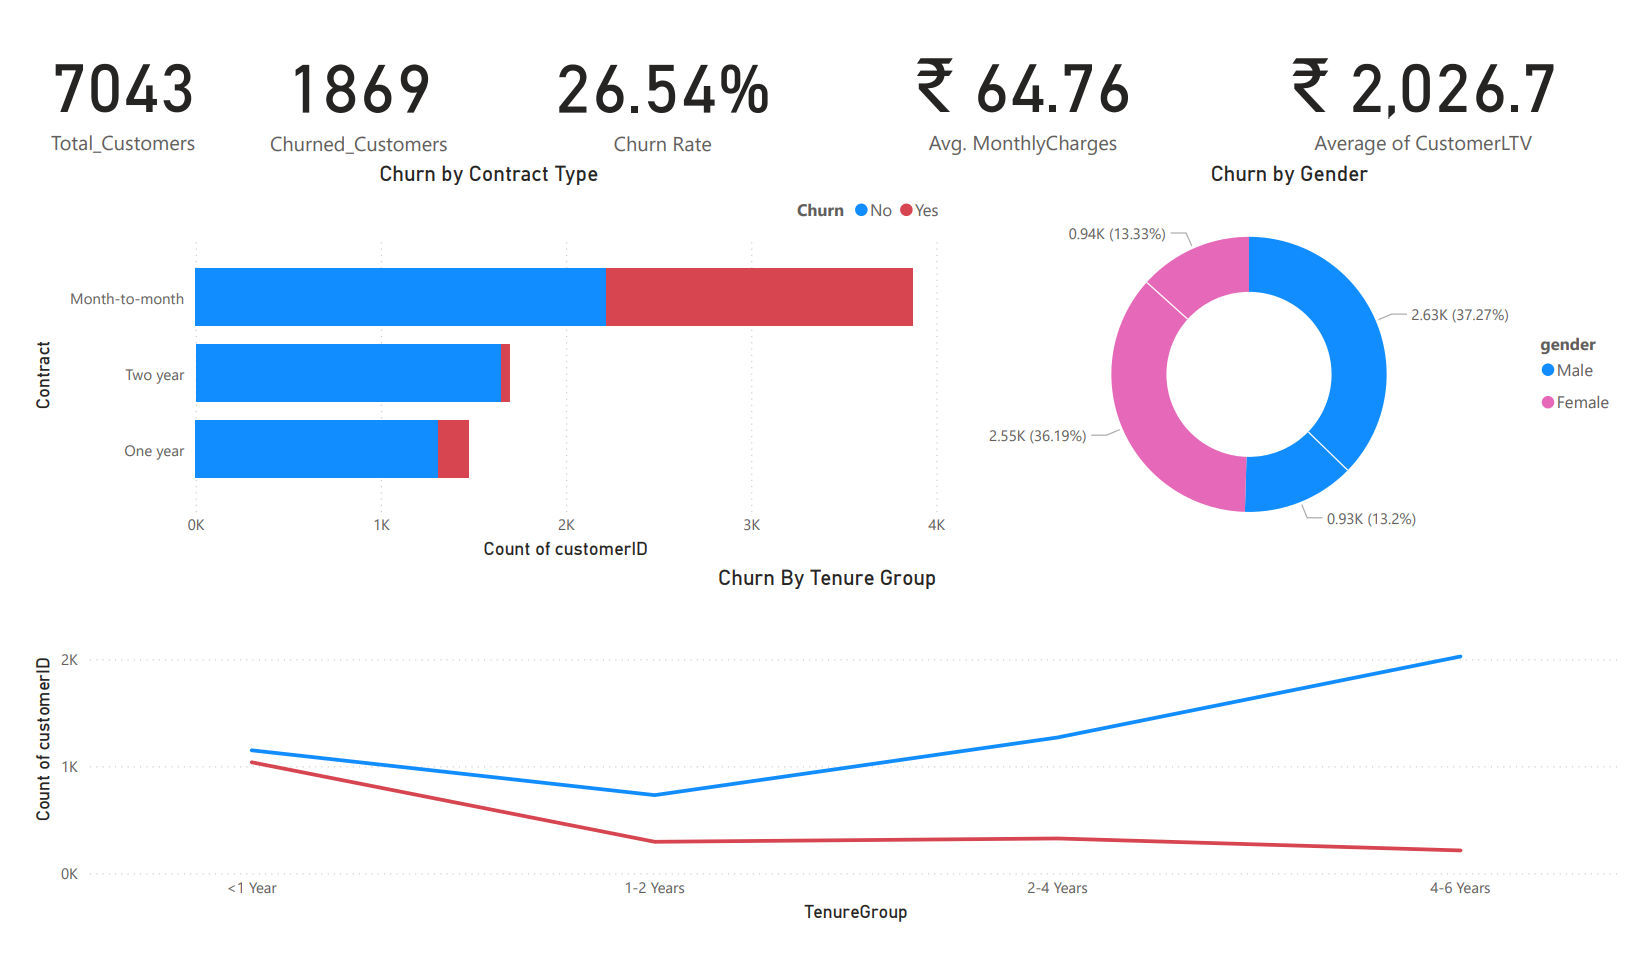 7043
Total_Customers
1869
Churned_Customers
26.54%
Churn Rate
₹ 64.76
Avg. MonthlyCharges
₹ 2,026.7
Average of CustomerLTV
Churn by Contract Type
Churn No Yes
Contract
Month-to-month
Two year
One year
0K 1K 2K 3K 4K
Count of customerID
Churn by Gender
0.94K (13.33%)
2.63K (37.27%)
2.55K (36.19%)
0.93K (13.2%)
gender
Male
Female
Churn By Tenure Group
Count of customerID
2K
1K
0K
<1 Year 1-2 Years 2-4 Years 4-6 Years
TenureGroup